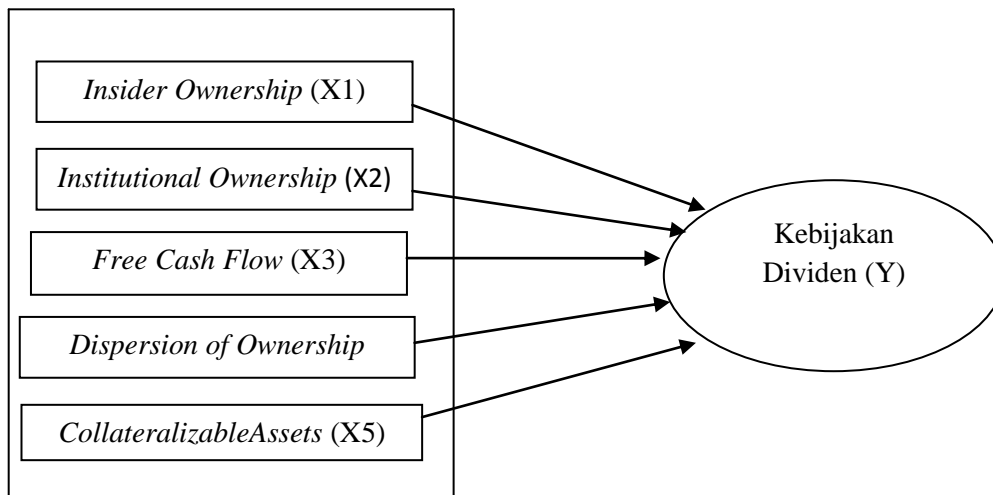 Insider Ownership (X1)
Institutional Ownership (X2)
Free Cash Flow (X3)
Dispersion of Ownership
CollateralizableAssets (X5)
Kebijakan
Dividen (Y)